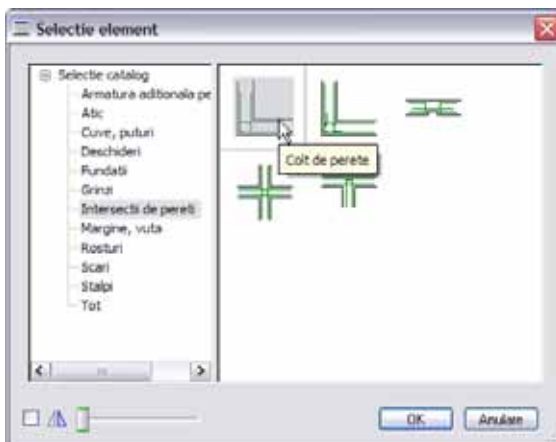 Selectie element
Selectie catalog
Armatura aditionala pe
Atic
Cuve, puturi
Deschideri
Fundatii
Grinzi
Intersectii de pereti
Margine, vuta
Rosturi
Scari
Stalpi
Tot
Colt de perete
OK
Anulare